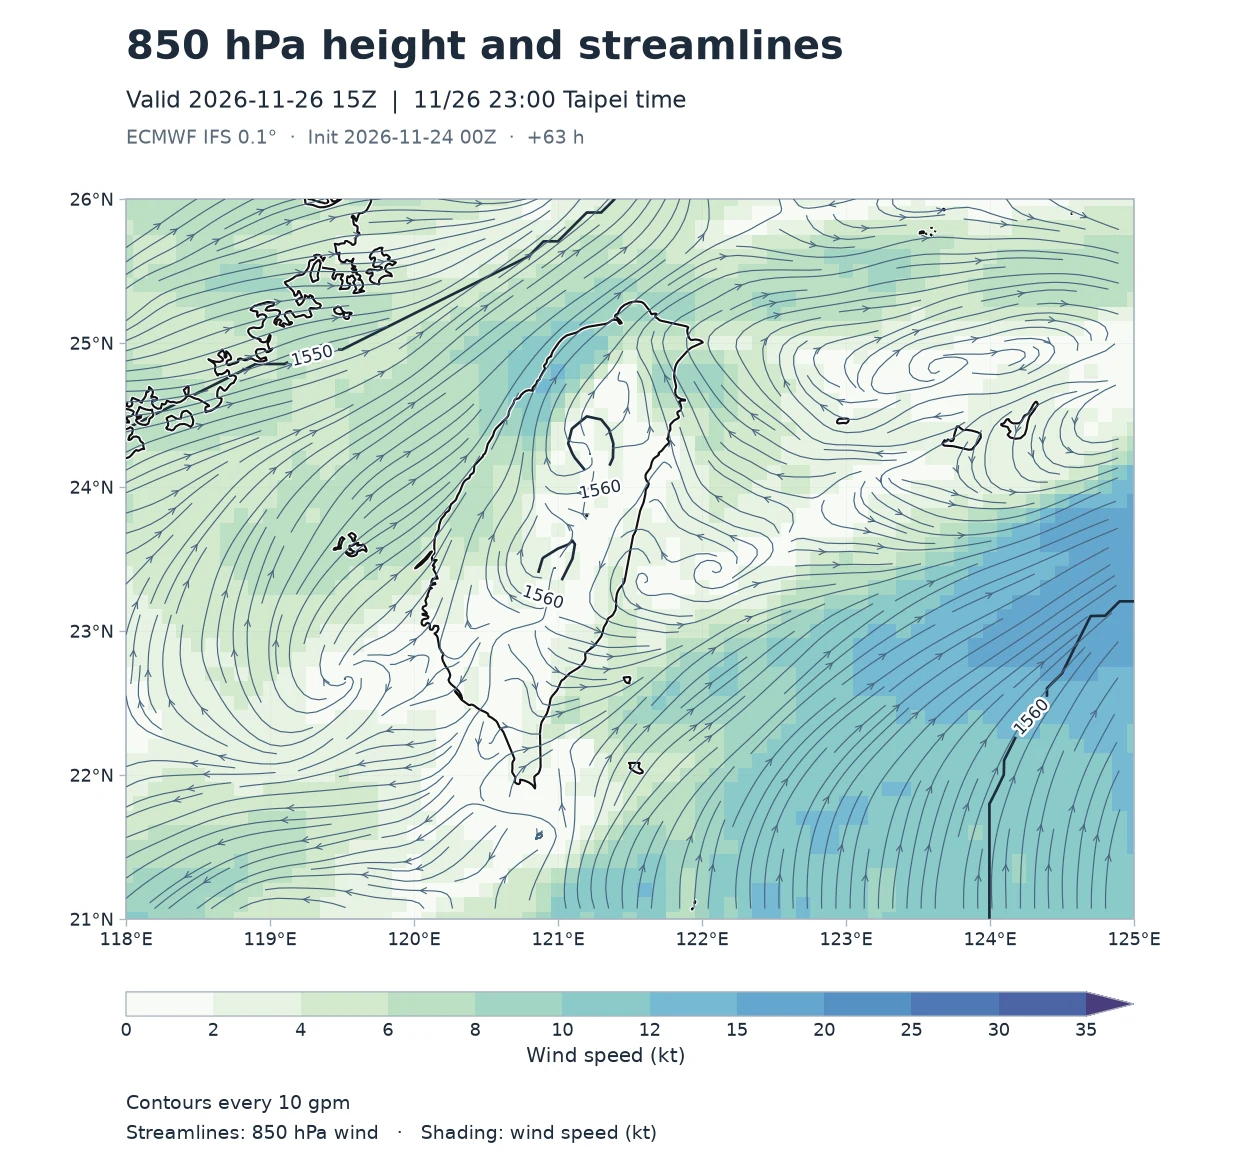 850 hPa height and streamlines
Valid 2026-11-26 15Z | 11/26 23:00 Taipei time
ECMWF IFS 0.1° · Init 2026-11-24 00Z · +63 h
26°N
1550
25°N
1560
24°N
1560
23°N
1560
22°N
21°N
118°E 119°E 120°E 121°E 122°E 123°E 124°E 125°E
0 2 4 6 8 10 12 15 20 25 30 35
Wind speed (kt)
Contours every 10 gpm
Streamlines: 850 hPa wind · Shading: wind speed (kt)